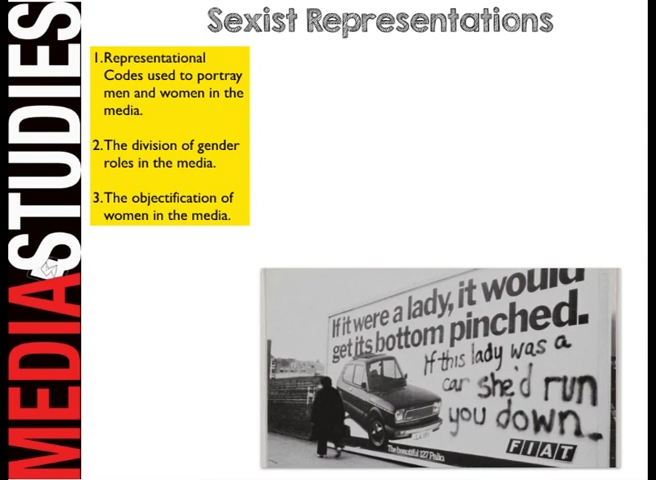 Sexist Representations
MEDIASTUDIES
1.Representational
Codes used to portray
men and women in the
media.
2.The division of gender
roles in the media.
3.The objectification of
women in the media.
If it were a lady, it would
get its bottom pinched.
If this lady was a
car she'd run
you down
The beautiful 127 Palio.
FIAT